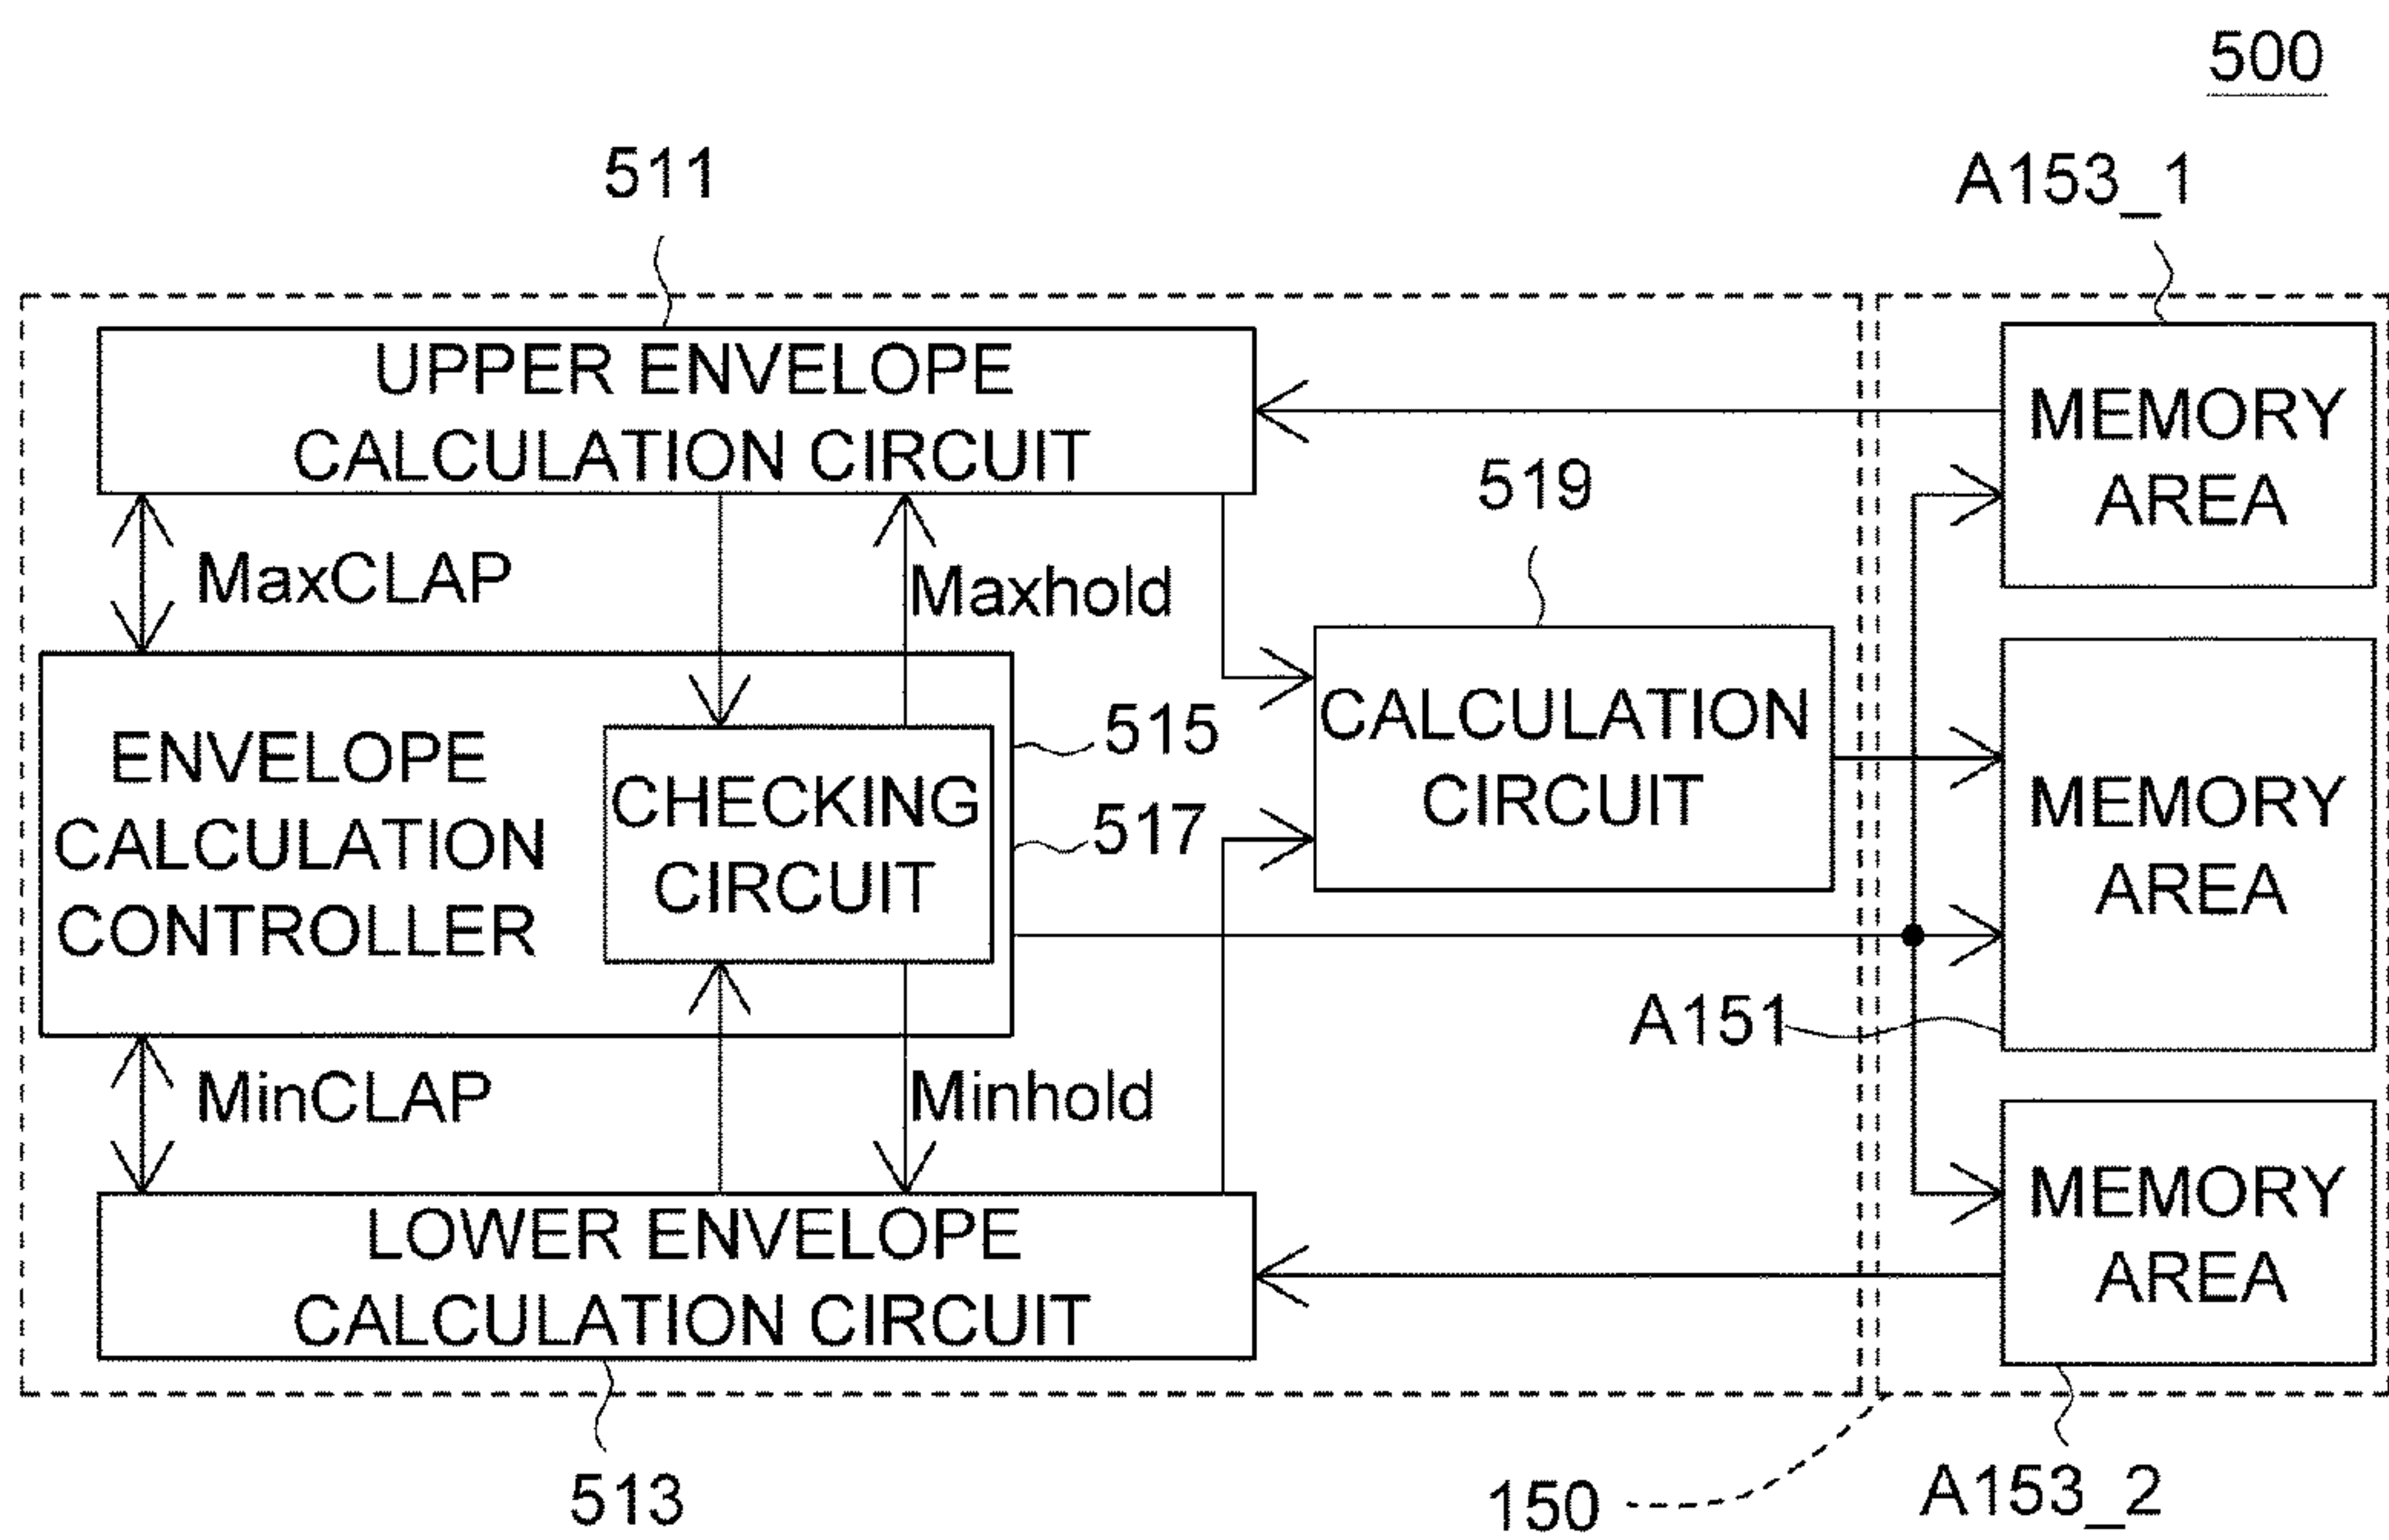 500
511
A153_1
UPPER ENVELOPE
CALCULATION CIRCUIT
MEMORY
AREA
519
MaxCLAP
Maxhold
CALCULATION
CIRCUIT
515
517
ENVELOPE
CALCULATION
CONTROLLER
CHECKING
CIRCUIT
MEMORY
AREA
A151
MinCLAP
Minhold
MEMORY
AREA
LOWER ENVELOPE
CALCULATION CIRCUIT
513
150
A153_2